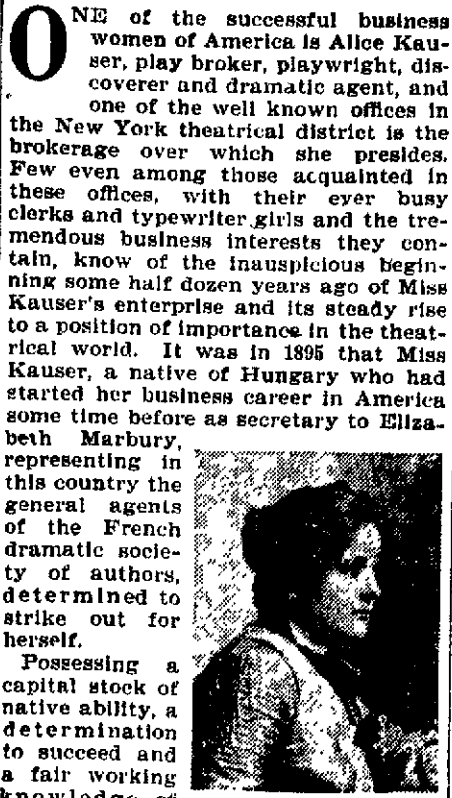 ONE of the successful business
women of America is Alice Kau-
ser, play broker, playwright, dis-
coverer and dramatic agent, and
one of the well known offices in
the New York theatrical district is the
brokerage over which she presides.
Few even among those acquainted in
these offices, with their ever busy
clerks and typewriter girls and the tre-
mendous business interests they con-
tain, know of the inauspicious begin-
ning some half dozen years ago of Miss
Kauser's enterprise and its steady rise
to a position of importance in the theat-
rical world. It was in 1895 that Miss
Kauser, a native of Hungary who had
started her business career in America
some time before as secretary to Eliza-
beth Marbury,
representing in
this country the
general agents
of the French
dramatic socie-
ty of authors,
determined to
strike out for
herself.
Possessing a
capital stock of
native ability, a
determination
to succeed and
a fair working
knowledge of